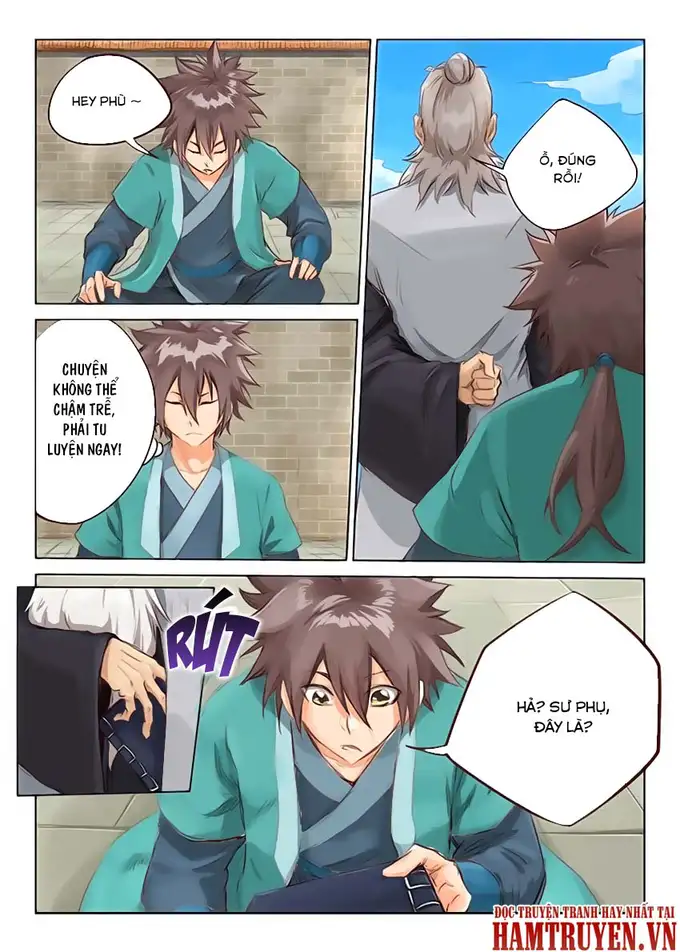 HEY PHÙ ~
Ồ, ĐÚNG
RỒI!
CHUYỆN
KHÔNG THỂ
CHẬM TRỄ,
PHẢI TU
LUYỆN NGAY!
RÚT
HẢ? SƯ PHỤ,
ĐÂY LÃ?
ĐỌC TRUYỆN TRANH HAY NHẤT TẠI
HAMTRUYEN.VN